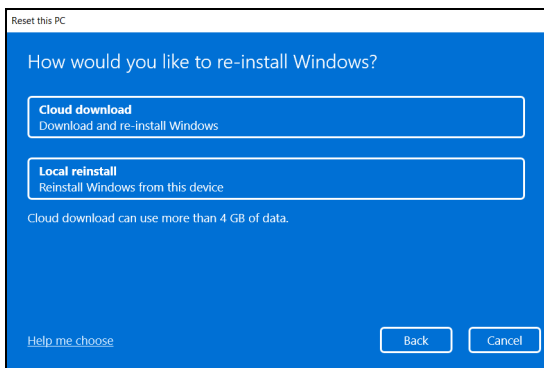 Reset this PC
How would you like to re-install Windows?
Cloud download
Download and re-install Windows
Local reinstall
Reinstall Windows from this device
Cloud download can use more than 4 GB of data.
Help me choose
Back
Cancel